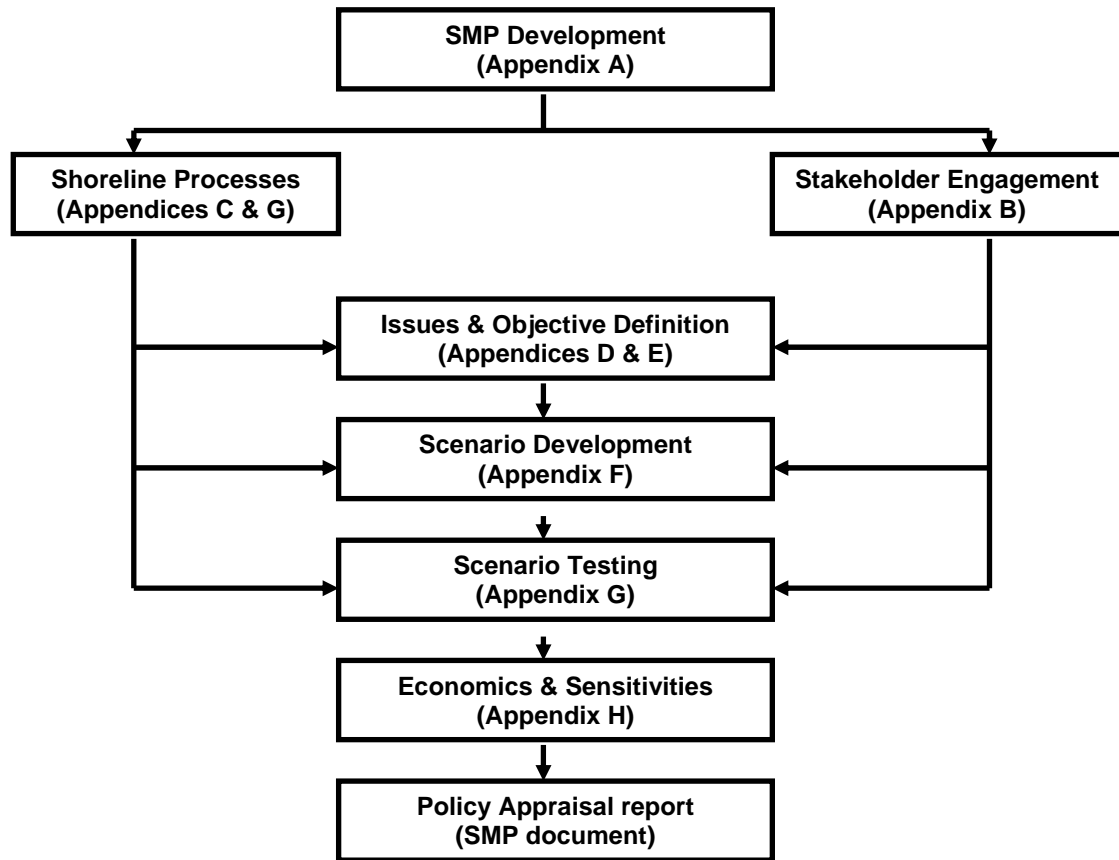 SMP Development
(Appendix A)
Shoreline Processes
(Appendices C & G)
Stakeholder Engagement
(Appendix B)
Issues & Objective Definition
(Appendices D & E)
Scenario Development
(Appendix F)
Scenario Testing
(Appendix G)
Economics & Sensitivities
(Appendix H)
Policy Appraisal report
(SMP document)